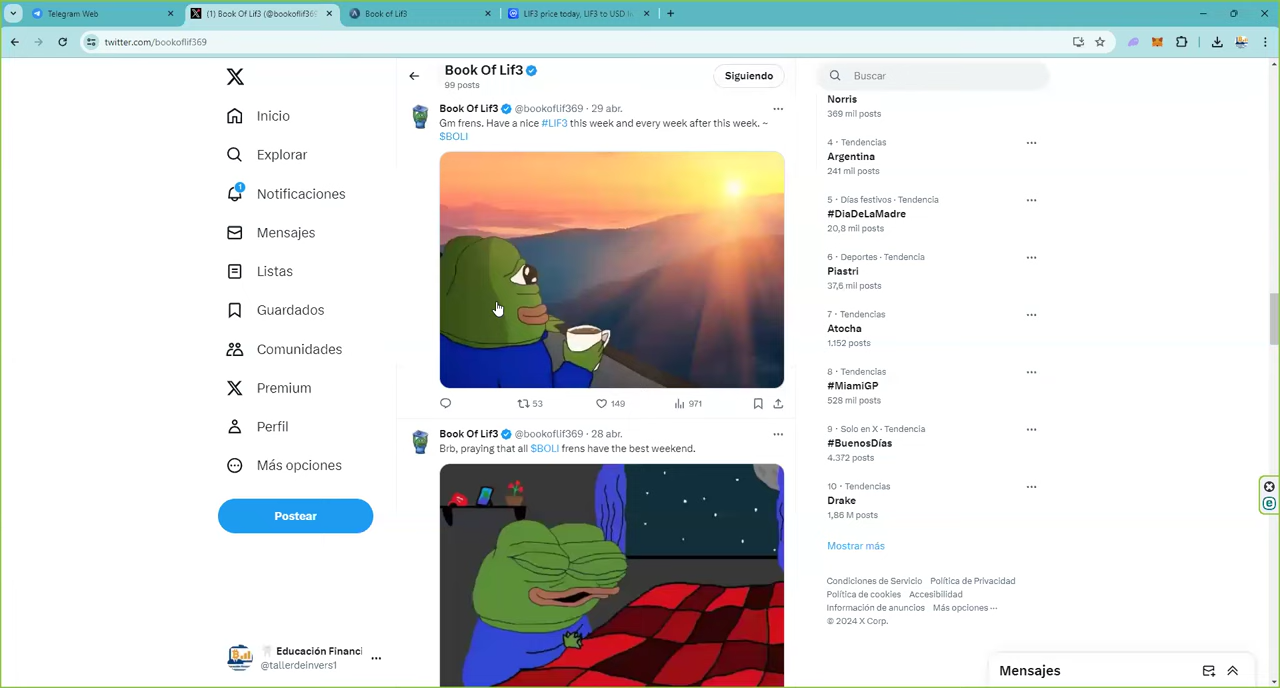 Telegram Web
(1) Book Of Lif3 (@bookoflif369
Book of Lif3
LIF3 price today, LIF3 to USD li
twitter.com/bookoflif369
Inicio
Explorar
1
Notificaciones
Mensajes
Listas
Guardados
Comunidades
Premium
Perfil
Más opciones
Postear
Educación Financi
@tallerdeinvers1
Book Of Lif3
99 posts
Siguiendo
Book Of Lif3 @bookoflif369 · 29 abr.
Gm frens. Have a nice #LIF3 this week and every week after this week. ~
$BOLI
53
149
971
Book Of Lif3 @bookoflif369 · 28 abr.
Brb, praying that all $BOLI frens have the best weekend.
Buscar
Norris
369 mil posts
4 · Tendencias
Argentina
241 mil posts
5 · Días festivos · Tendencia
#DiaDeLaMadre
20,8 mil posts
6 · Deportes · Tendencia
Piastri
37,6 mil posts
7 · Tendencias
Atocha
1.152 posts
8 · Tendencias
#MiamiGP
528 mil posts
9 · Solo en X · Tendencia
#BuenosDías
4.372 posts
10 · Tendencias
Drake
1,86 M posts
Mostrar más
Condiciones de Servicio Política de Privacidad
Política de cookies Accesibilidad
Información de anuncios Más opciones ···
© 2024 X Corp.
Mensajes